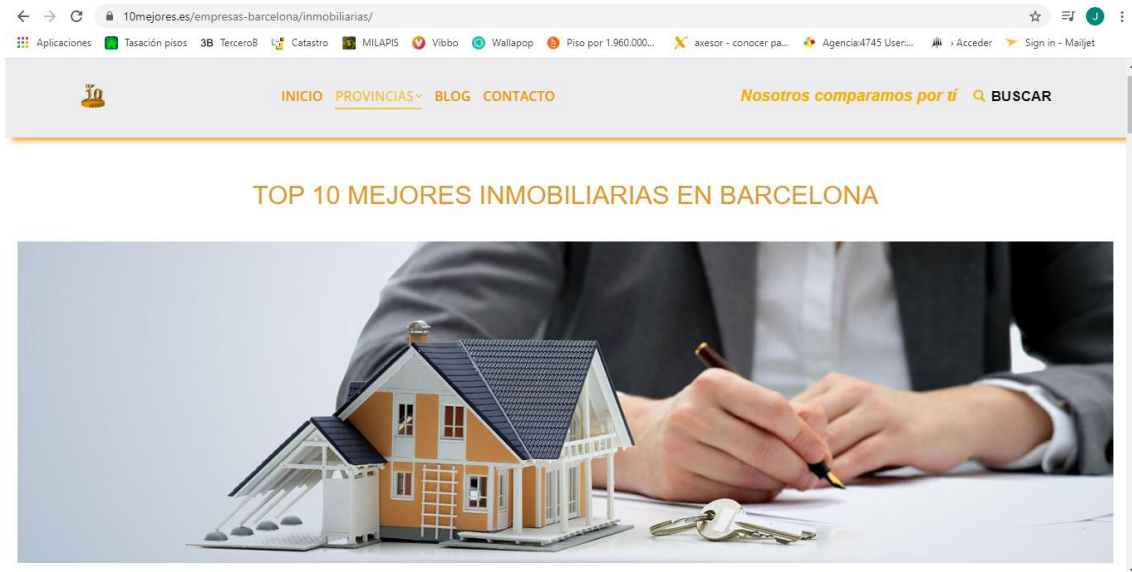 10mejores.es/empresas-barcelona/inmobiliarias/
J
Aplicaciones Tasación pisos 3B TerceroB Catastro MILAPIS Vibbo Wallapop Piso por 1.960.000... axesor - conocer pa... Agencia:4745 User:... › Acceder Sign in - Mailjet
TOP 10
INICIO PROVINCIAS BLOG CONTACTO Nosotros comparamos por tí BUSCAR
TOP 10 MEJORES INMOBILIARIAS EN BARCELONA